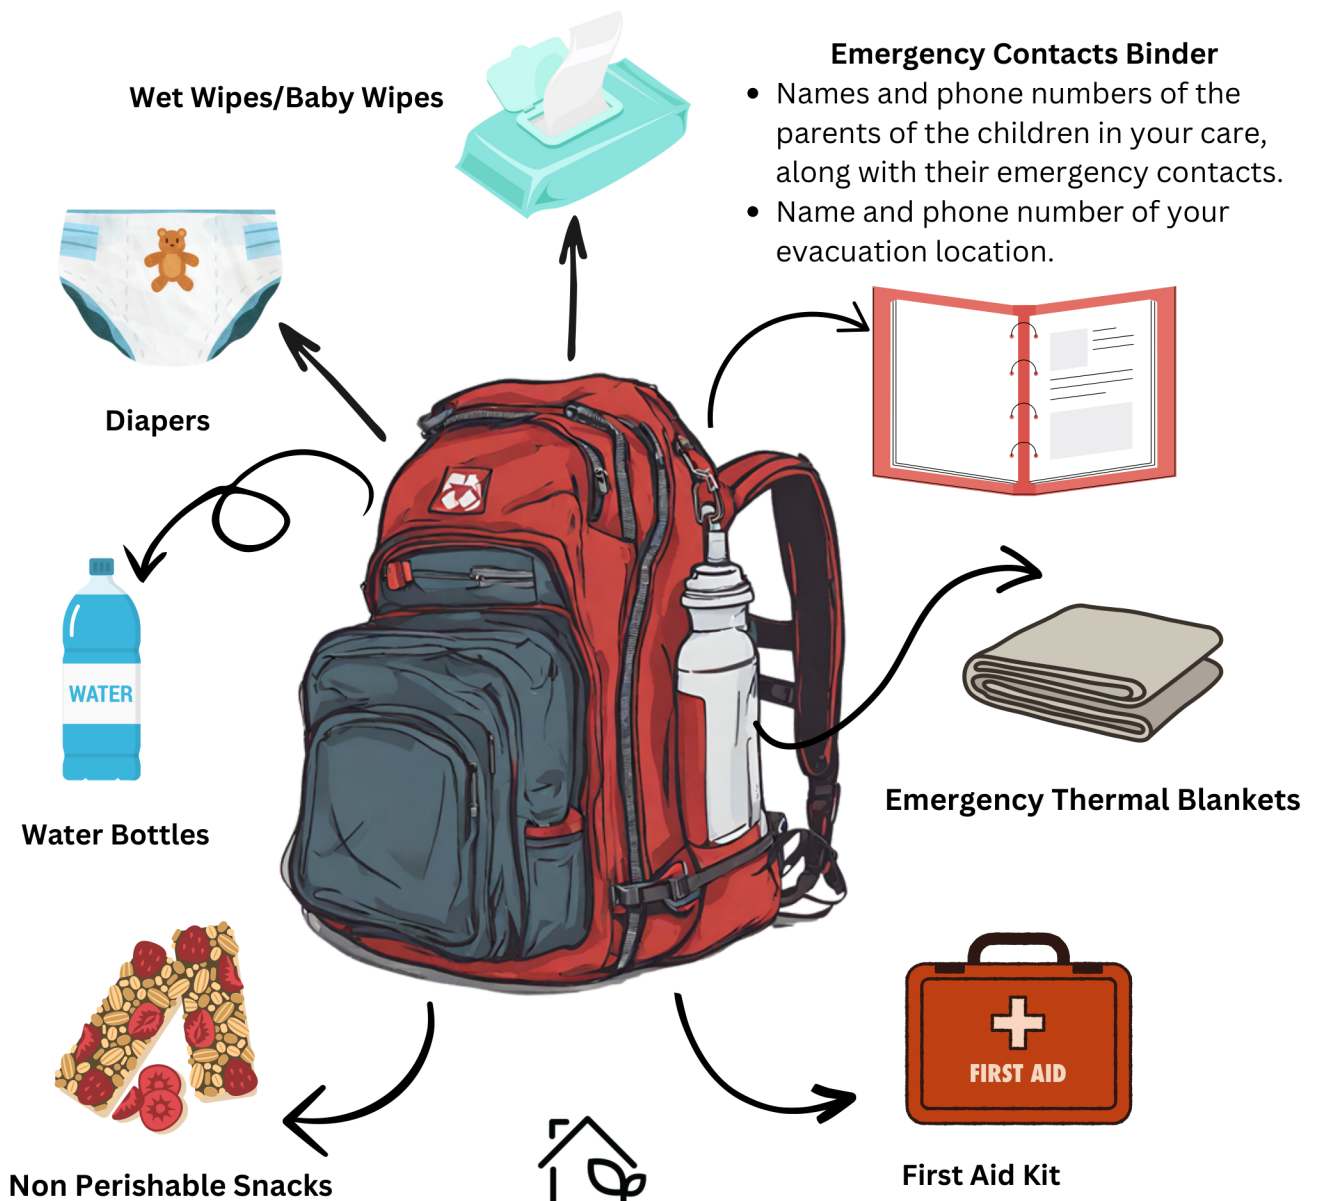 Wet Wipes/Baby Wipes
Emergency Contacts Binder
• Names and phone numbers of the
parents of the children in your care,
along with their emergency contacts.
• Name and phone number of your
evacuation location.
Diapers
WATER
Water Bottles
Emergency Thermal Blankets
FIRST AID
Non Perishable Snacks
First Aid Kit